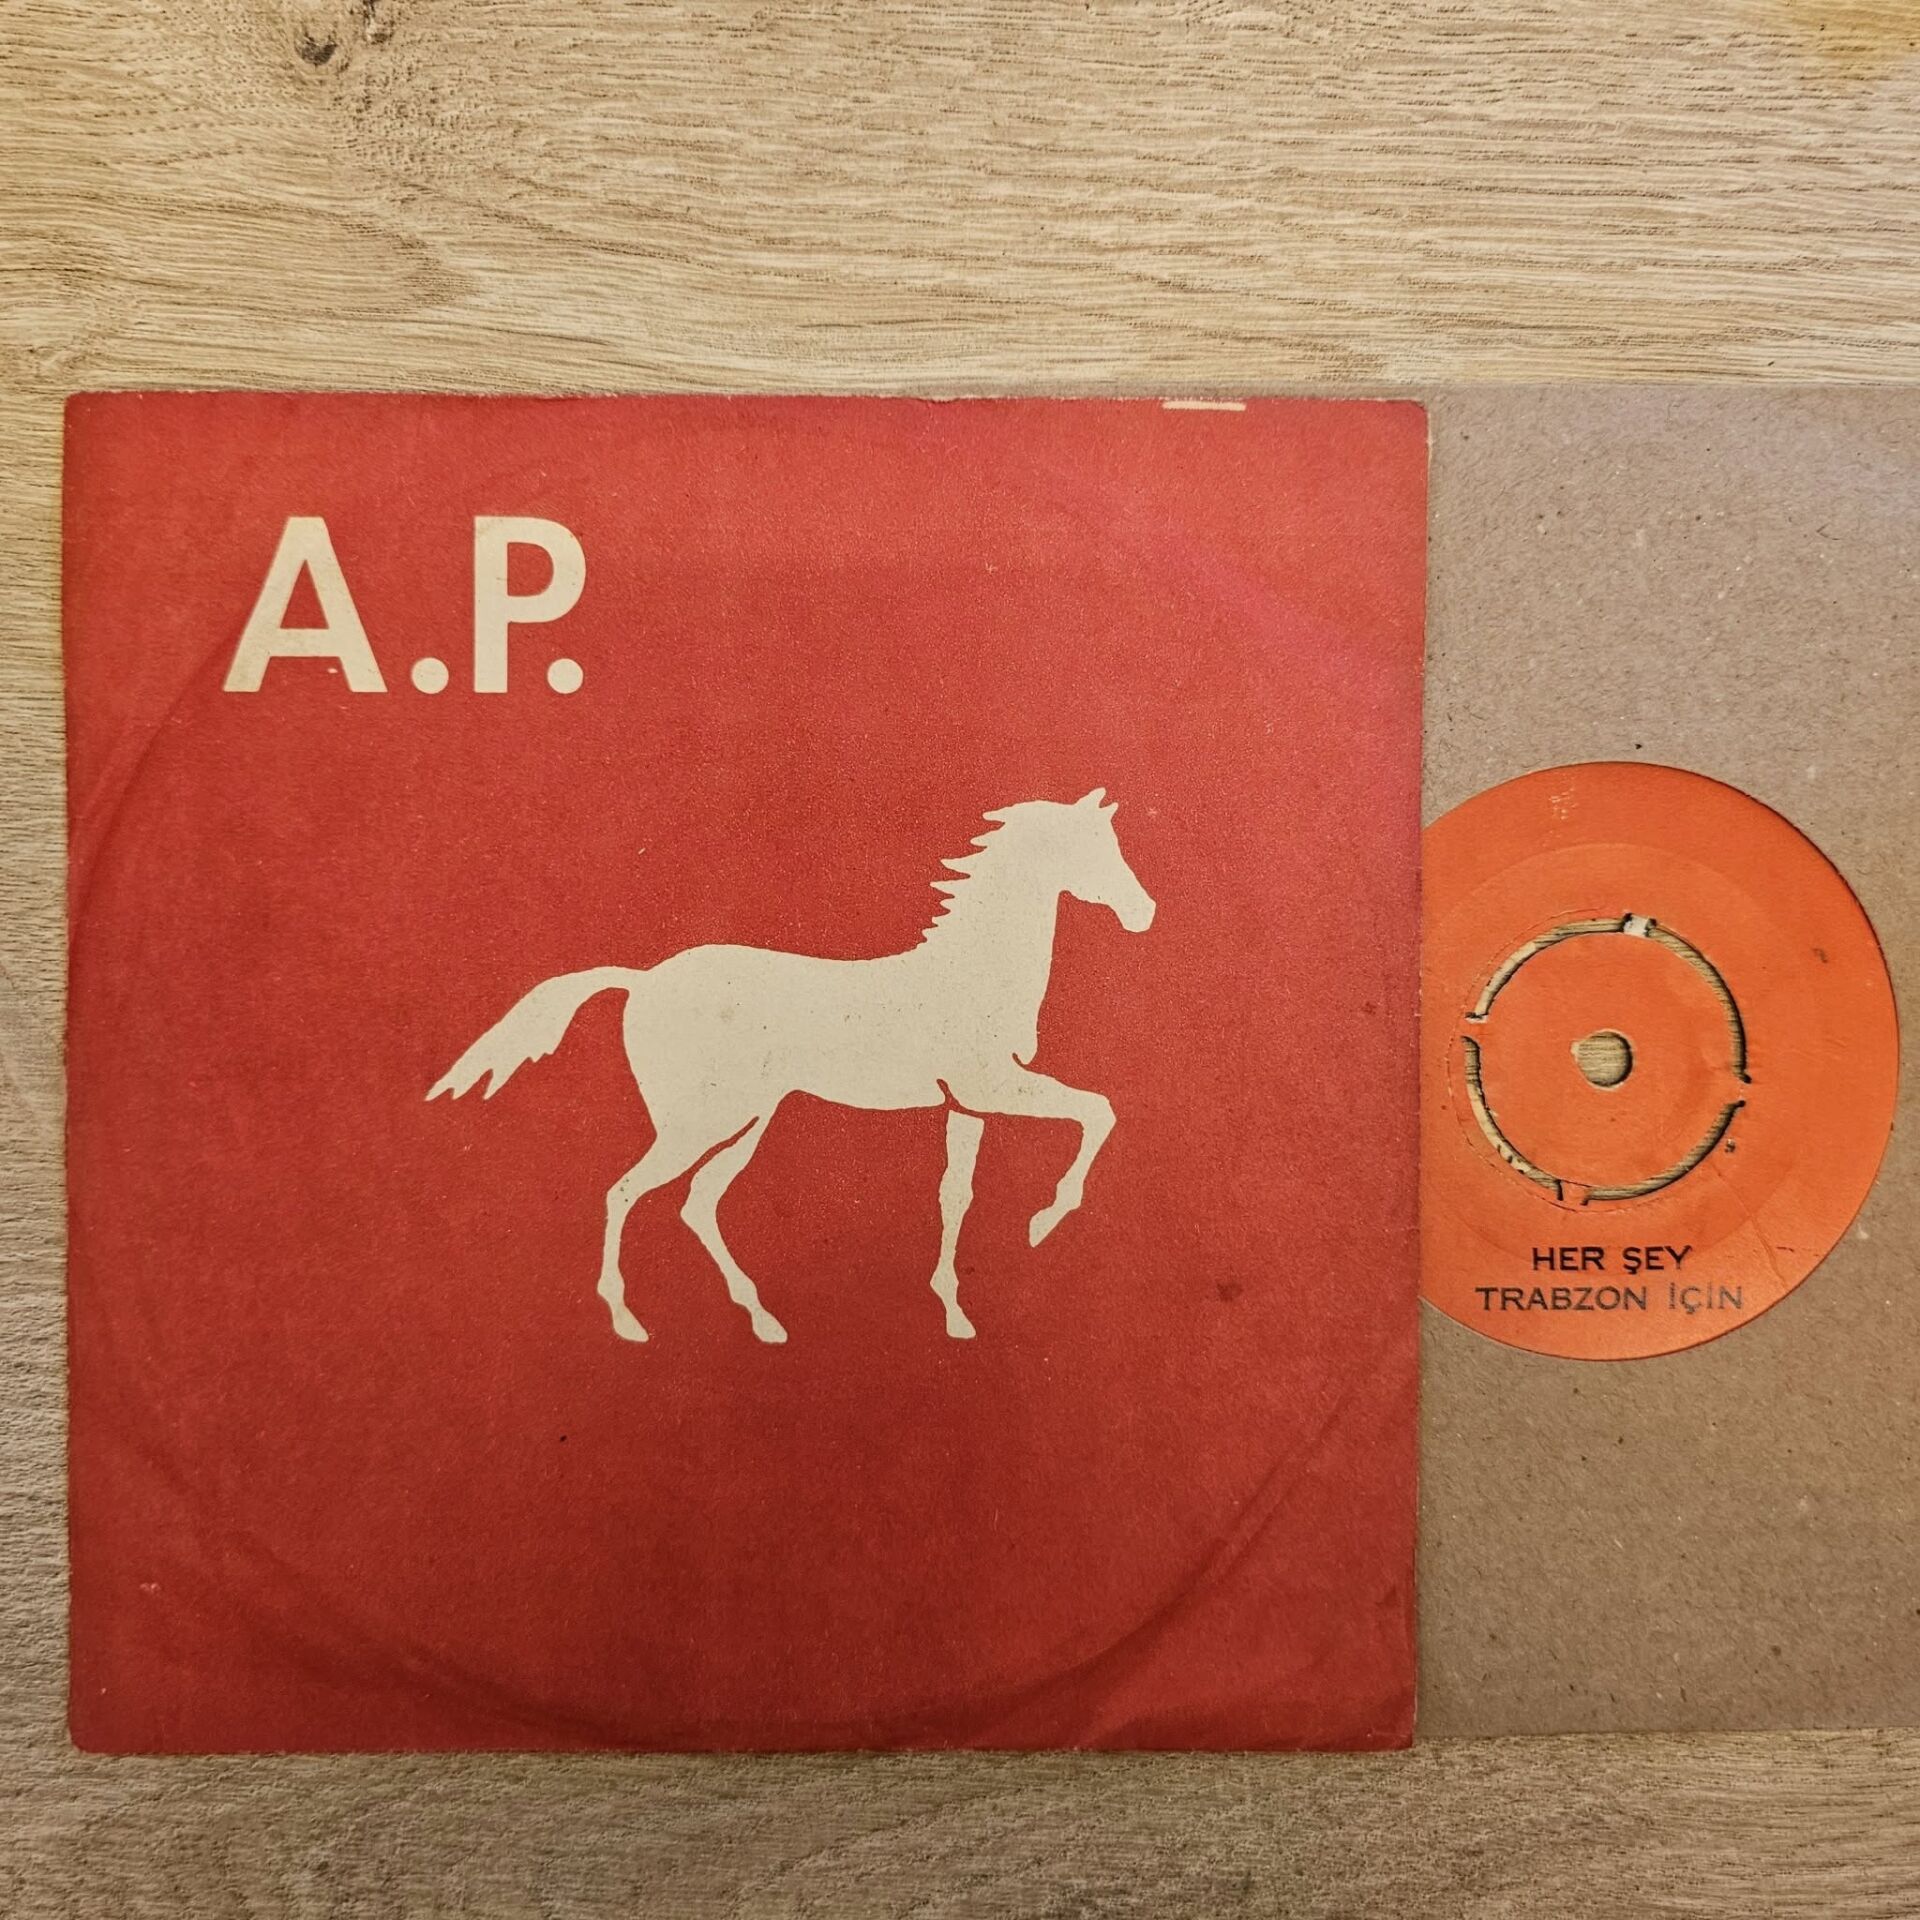 A.P.
HER ŞEY
TRABZON İÇİN